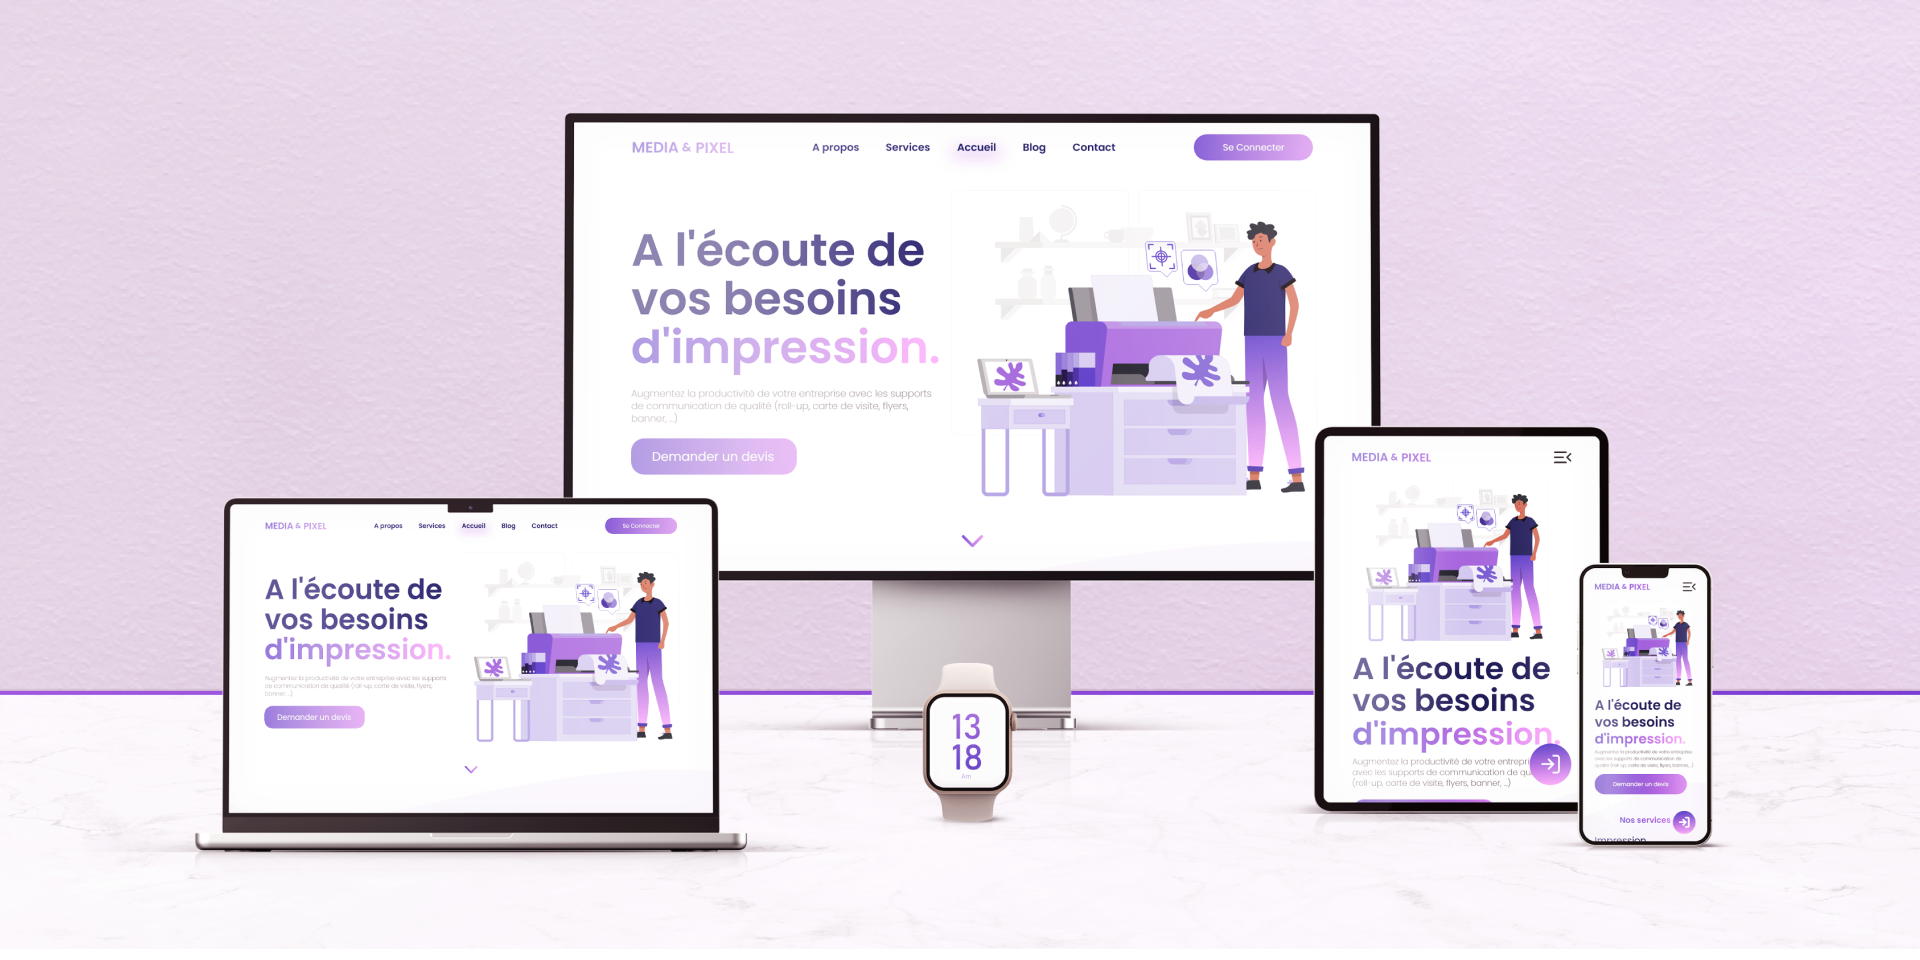 MEDIA & PIXEL
A propos Services Accueil Blog Contact
Se Connecter
A l'écoute de
vos besoins
d'impression.
Augmentez la productivité de votre entreprise avec les supports
de communication de qualité (roll-up, carte de visite, flyers,
banner, ...)
Demander un devis
MEDIA & PIXEL
A propos Services Accueil Blog Contact
Se Connecter
A l'écoute de
vos besoins
d'impression.
Augmentez la productivité de votre entreprise avec les supports
de communication de qualité (roll-up, carte de visite, flyers,
banner, ...)
Demander un devis
13
18
Am
MEDIA & PIXEL
A l'écoute de
vos besoins
d'impression.
Augmentez la productivité de votre entrepri
avec les supports de communication de qu
(roll-up, carte de visite, flyers, banner, ...)
MEDIA & PIXEL
A l'écoute de
vos besoins
d'impression.
Augmentez la productivité de votre entreprise
avec les supports de communication de
qualité (roll-up, carte de visite, flyers, banner, ...)
Demander un devis
Nos services
Impression